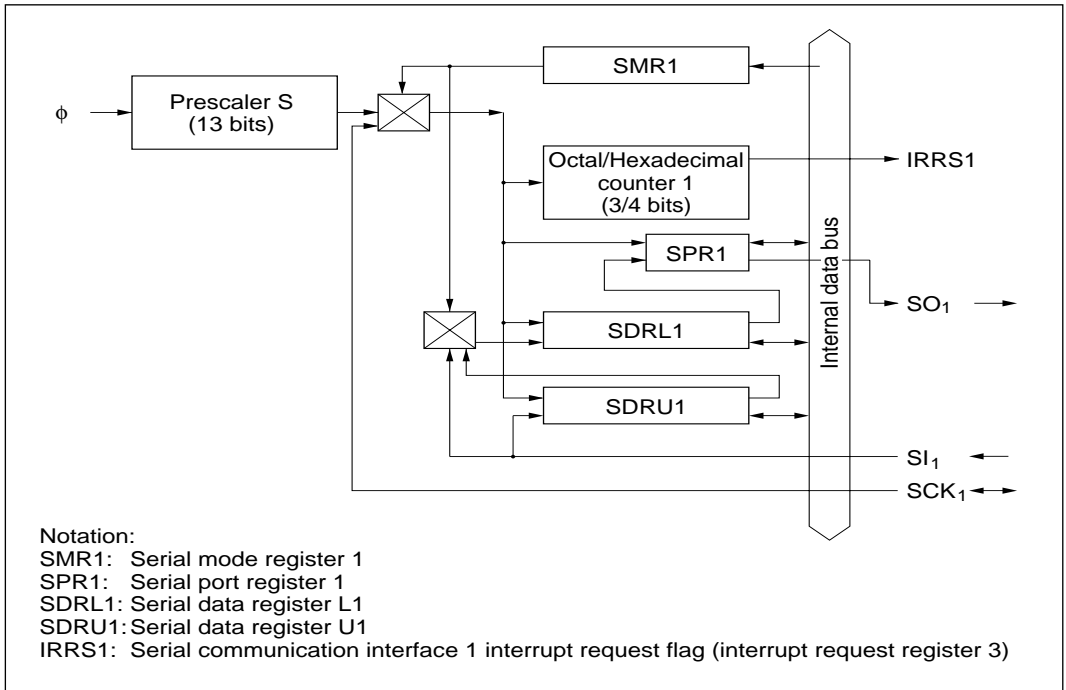 SMR1
ϕ
Prescaler S
(13 bits)
Octal/Hexadecimal
counter 1
(3/4 bits)
IRRS1
SPR1
Internal data bus
SO₁
SDRL1
SDRU1
SI₁
SCK₁
Notation:
SMR1: Serial mode register 1
SPR1: Serial port register 1
SDRL1: Serial data register L1
SDRU1: Serial data register U1
IRRS1: Serial communication interface 1 interrupt request flag (interrupt request register 3)